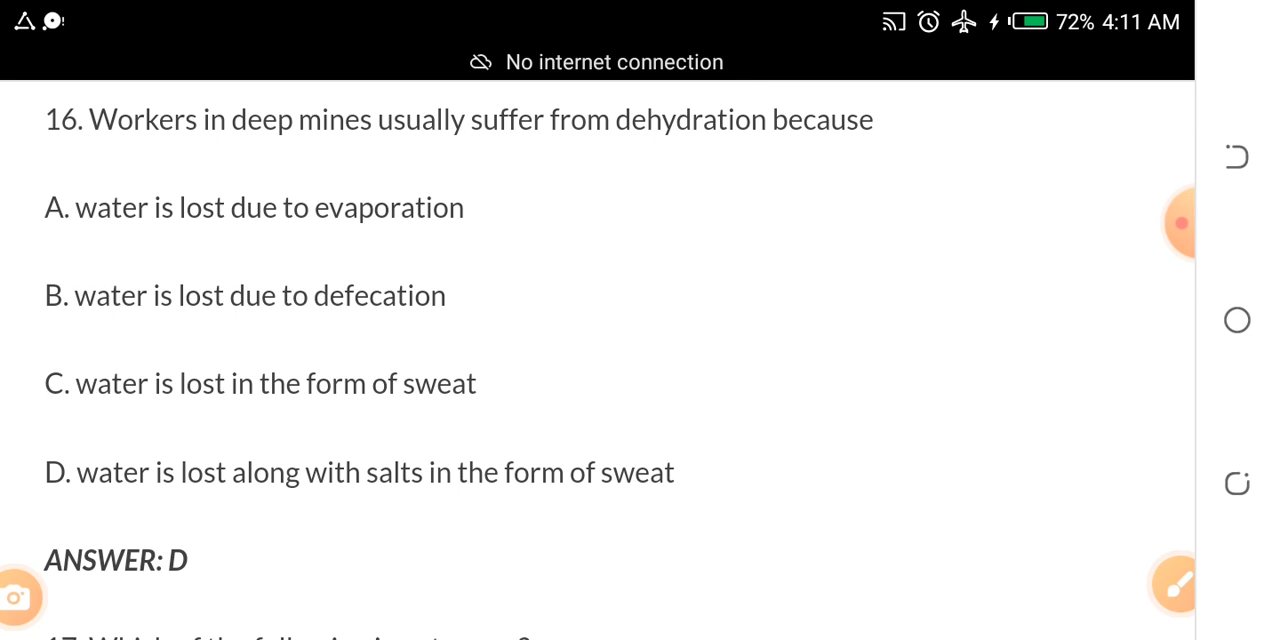 72% 4:11 AM
No internet connection
16. Workers in deep mines usually suffer from dehydration because
A. water is lost due to evaporation
B. water is lost due to defecation
C. water is lost in the form of sweat
D. water is lost along with salts in the form of sweat
ANSWER: D